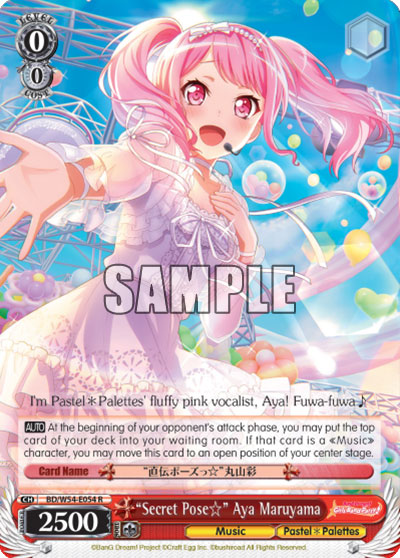 LEVEL
0
0
COST
SAMPLE
I'm Pastel＊Palettes' fluffy pink vocalist, Aya! Fuwa-fuwa♪
AUTO At the beginning of your opponent's attack phase, you may put the top
card of your deck into your waiting room. If that card is a «Music»
character, you may move this card to an open position of your center stage.
Card Name
"直伝ポーズっ☆"丸山彩
CH BD/W54-E054 R
POWER
2500
"Secret Pose☆" Aya Maruyama
Music
Pastel＊Palettes
©BanG Dream! Project ©Craft Egg Inc. ©bushiroad All Rights Reserved.